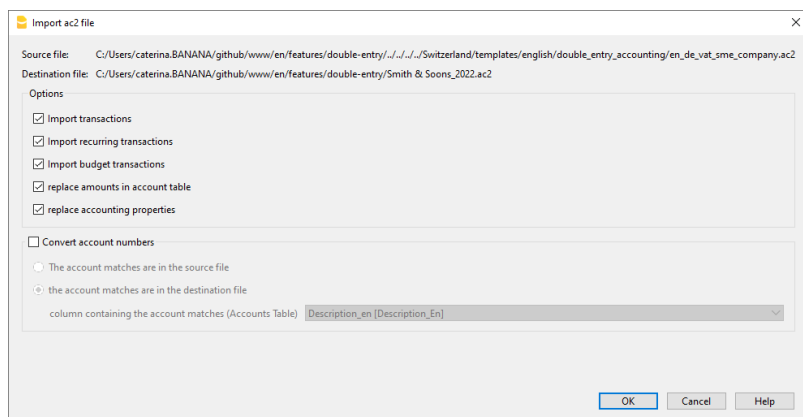 Import ac2 file
Source file: C:/Users/caterina.BANANA/github/www/en/features/double-entry/../../../../Switzerland/templates/english/double_entry_accounting/en_de_vat_sme_company.ac2
Destination file: C:/Users/caterina.BANANA/github/www/en/features/double-entry/Smith & Soons_2022.ac2
Options
Import transactions
Import recurring transactions
Import budget transactions
replace amounts in account table
replace accounting properties
Convert account numbers
The account matches are in the source file
the account matches are in the destination file
column containing the account matches (Accounts Table) Description_en [Description_En]
OK Cancel Help